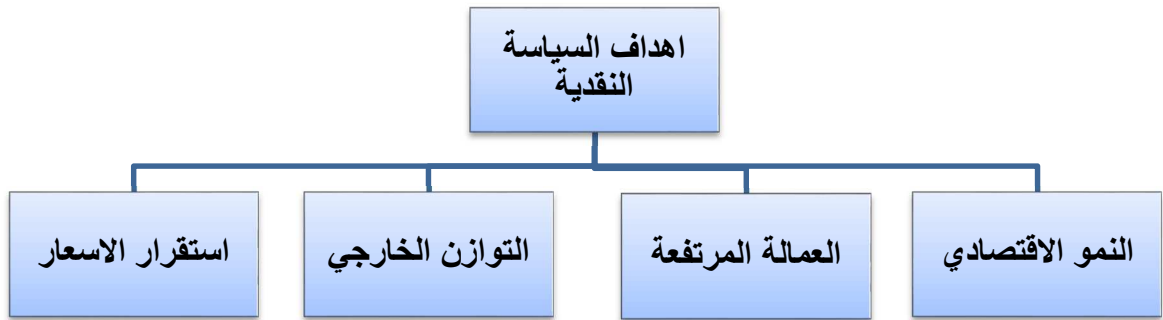 اهداف السياسة
النقدية
النمو الاقتصادي
العمالة المرتفعة
التوازن الخارجي
استقرار الاسعار